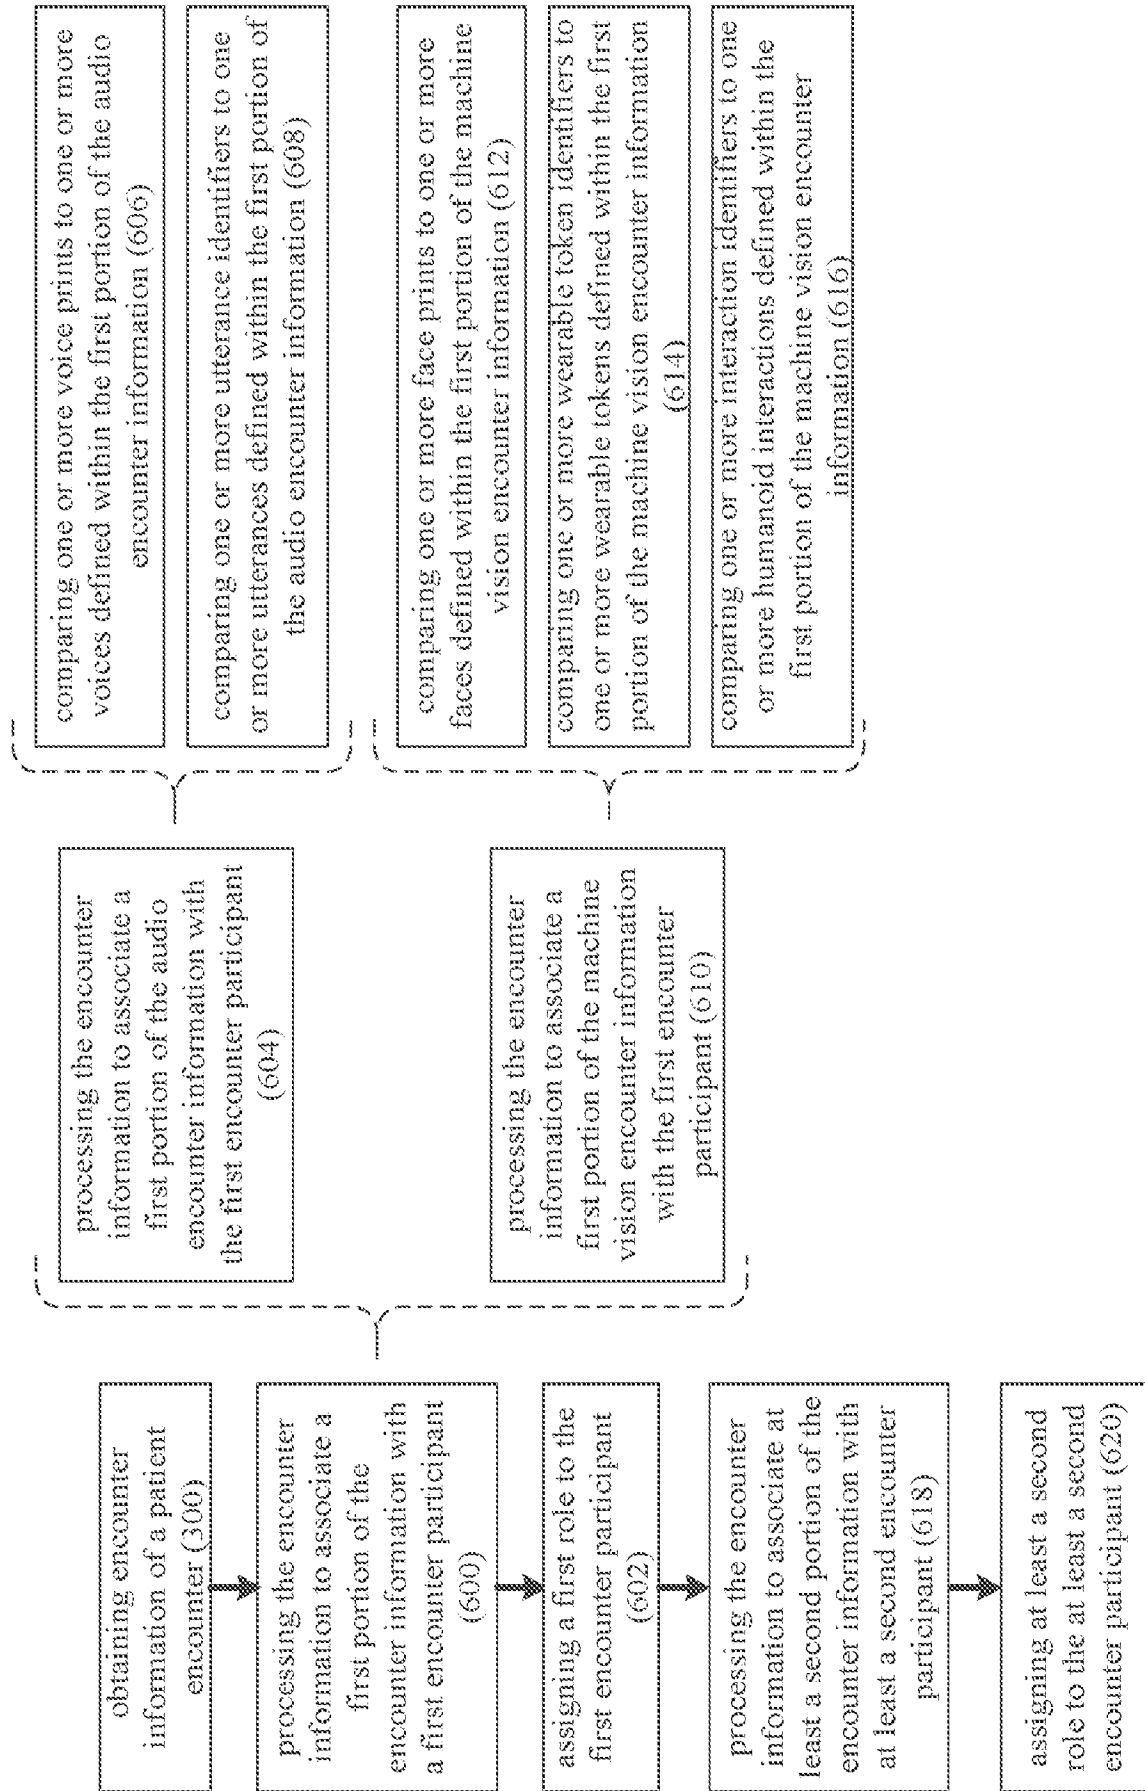 obtaining encounter
information of a patient
encounter (300)
processing the encounter
information to associate a
first portion of the
encounter information with
a first encounter participant
(600)
assigning a first role to the
first encounter participant
(602)
processing the encounter
information to associate at
least a second portion of the
encounter information with
at least a second encounter
participant (618)
assigning at least a second
role to the at least a second
encounter participant (620)
processing the encounter
information to associate a
first portion of the audio
encounter information with
the first encounter participant
(604)
processing the encounter
information to associate a
first portion of the machine
vision encounter information
with the first encounter
participant (610)
comparing one or more voice prints to one or more
voices defined within the first portion of the audio
encounter information (606)
comparing one or more utterance identifiers to one
or more utterances defined within the first portion of
the audio encounter information (608)
comparing one or more face prints to one or more
faces defined within the first portion of the machine
vision encounter information (612)
comparing one or more wearable token identifiers to
one or more wearable tokens defined within the first
portion of the machine vision encounter information
(614)
comparing one or more interaction identifiers to one
or more humanoid interactions defined within the
first portion of the machine vision encounter
information (616)